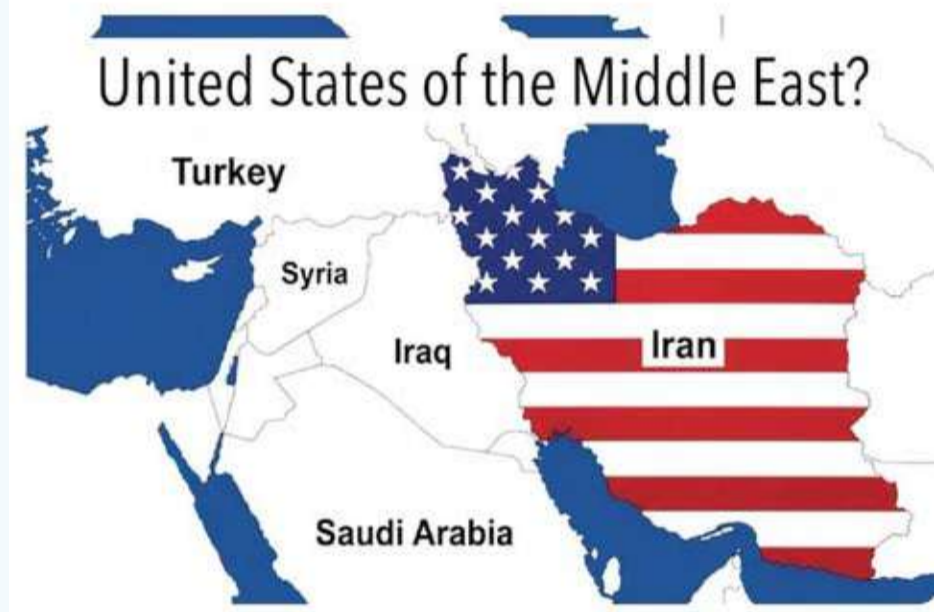 United States of the Middle East?
Turkey
Syria
Iraq
Iran
Saudi Arabia